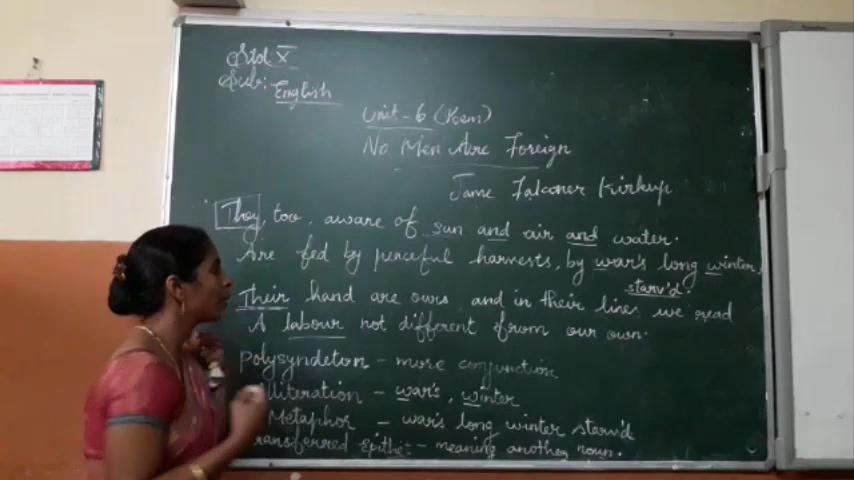 Std X
Sub:- English
Unit-6 (Poem)
No Men Are Foreign
Jame Falconer Kirkup
They, too, aware of sun and air and water.
Are fed by peaceful harvests, by war's long winter,
starv'd
Their hand are ours, and in their lines we read
A labour not different from our own.
Polysyndeton - more conjunction
lliteration - war's, winter
Metaphor - war's long winter starv'd
ransferred Epithet - meaning another noun.